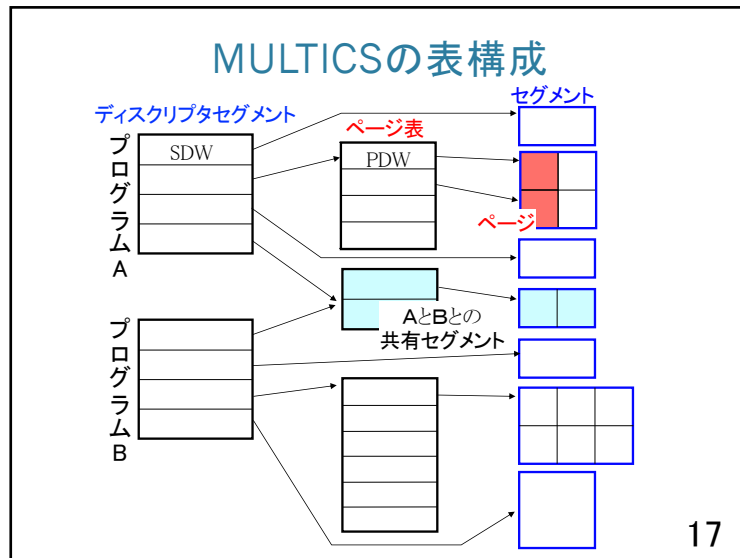 MULTICSの表構成
ディスクリプタセグメント
セグメント
ページ表
プログラムA
SDW
PDW
ページ
AとBとの
共有セグメント
プログラムB
17